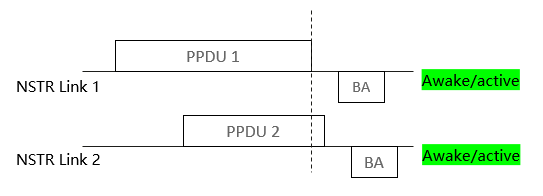 PPDU 1
NSTR Link 1
BA
Awake/active
PPDU 2
NSTR Link 2
BA
Awake/active